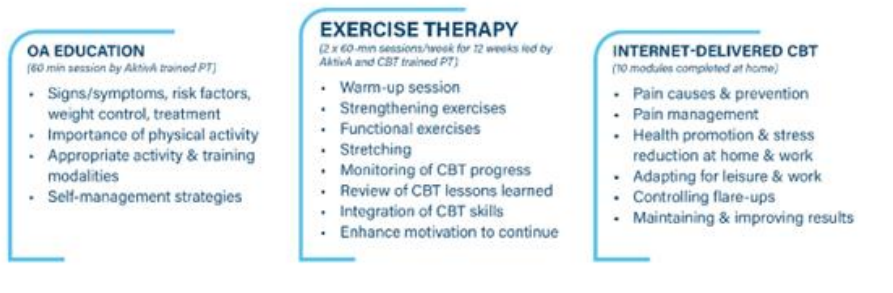 OA EDUCATION
(60 min session by AktivA trained PT)
• Signs/symptoms, risk factors,
weight control, treatment
• Importance of physical activity
• Appropriate activity & training
modalities
• Self-management strategies
EXERCISE THERAPY
(2 x 60-min sessions/week for 12 weeks led by
AktivA and CBT trained PT)
• Warm-up session
• Strengthening exercises
• Functional exercises
• Stretching
• Monitoring of CBT progress
• Review of CBT lessons learned
• Integration of CBT skills
• Enhance motivation to continue
INTERNET-DELIVERED CBT
(10 modules completed at home)
• Pain causes & prevention
• Pain management
• Health promotion & stress
reduction at home & work
• Adapting for leisure & work
• Controlling flare-ups
• Maintaining & improving results